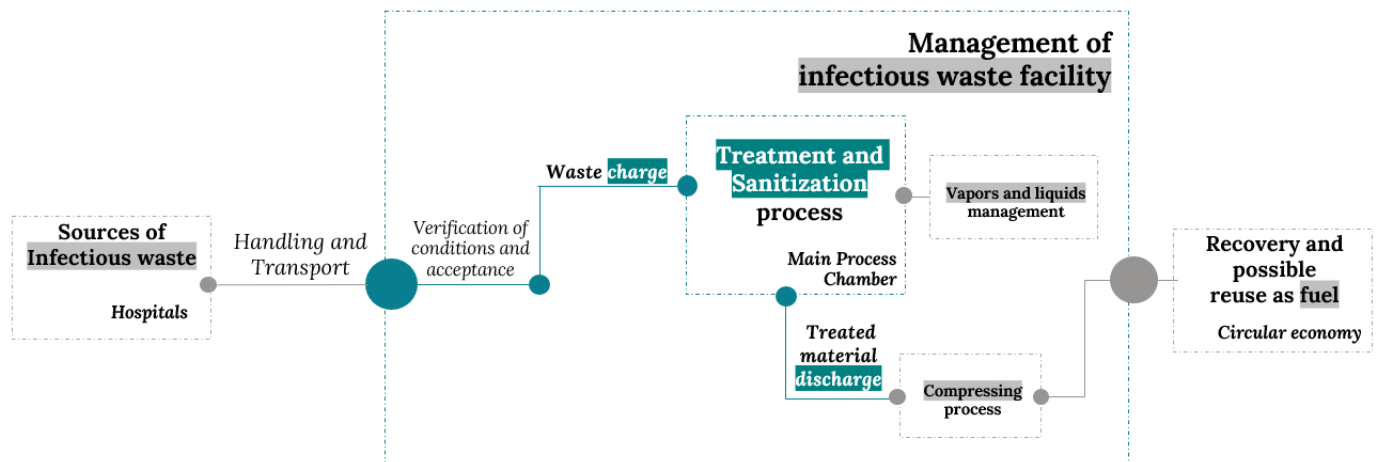 Management of
infectious waste facility
Sources of
Infectious waste
Hospitals
Handling and
Transport
Verification of
conditions and
acceptance
Waste charge
Treatment and
Sanitization
process
Main Process
Chamber
Vapors and liquids
management
Treated
material
discharge
Compressing
process
Recovery and
possible
reuse as fuel
Circular economy